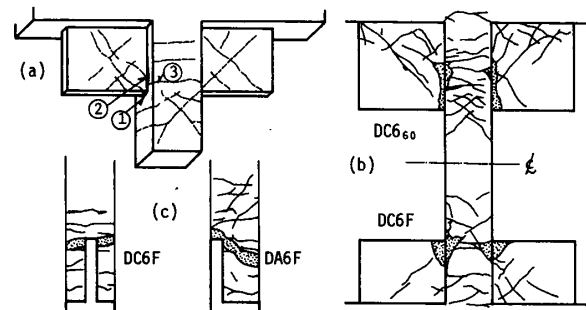 (a)
③
②
①
DC6₆₀
(b)
℄
(c)
DC6F
DA6F
DC6F